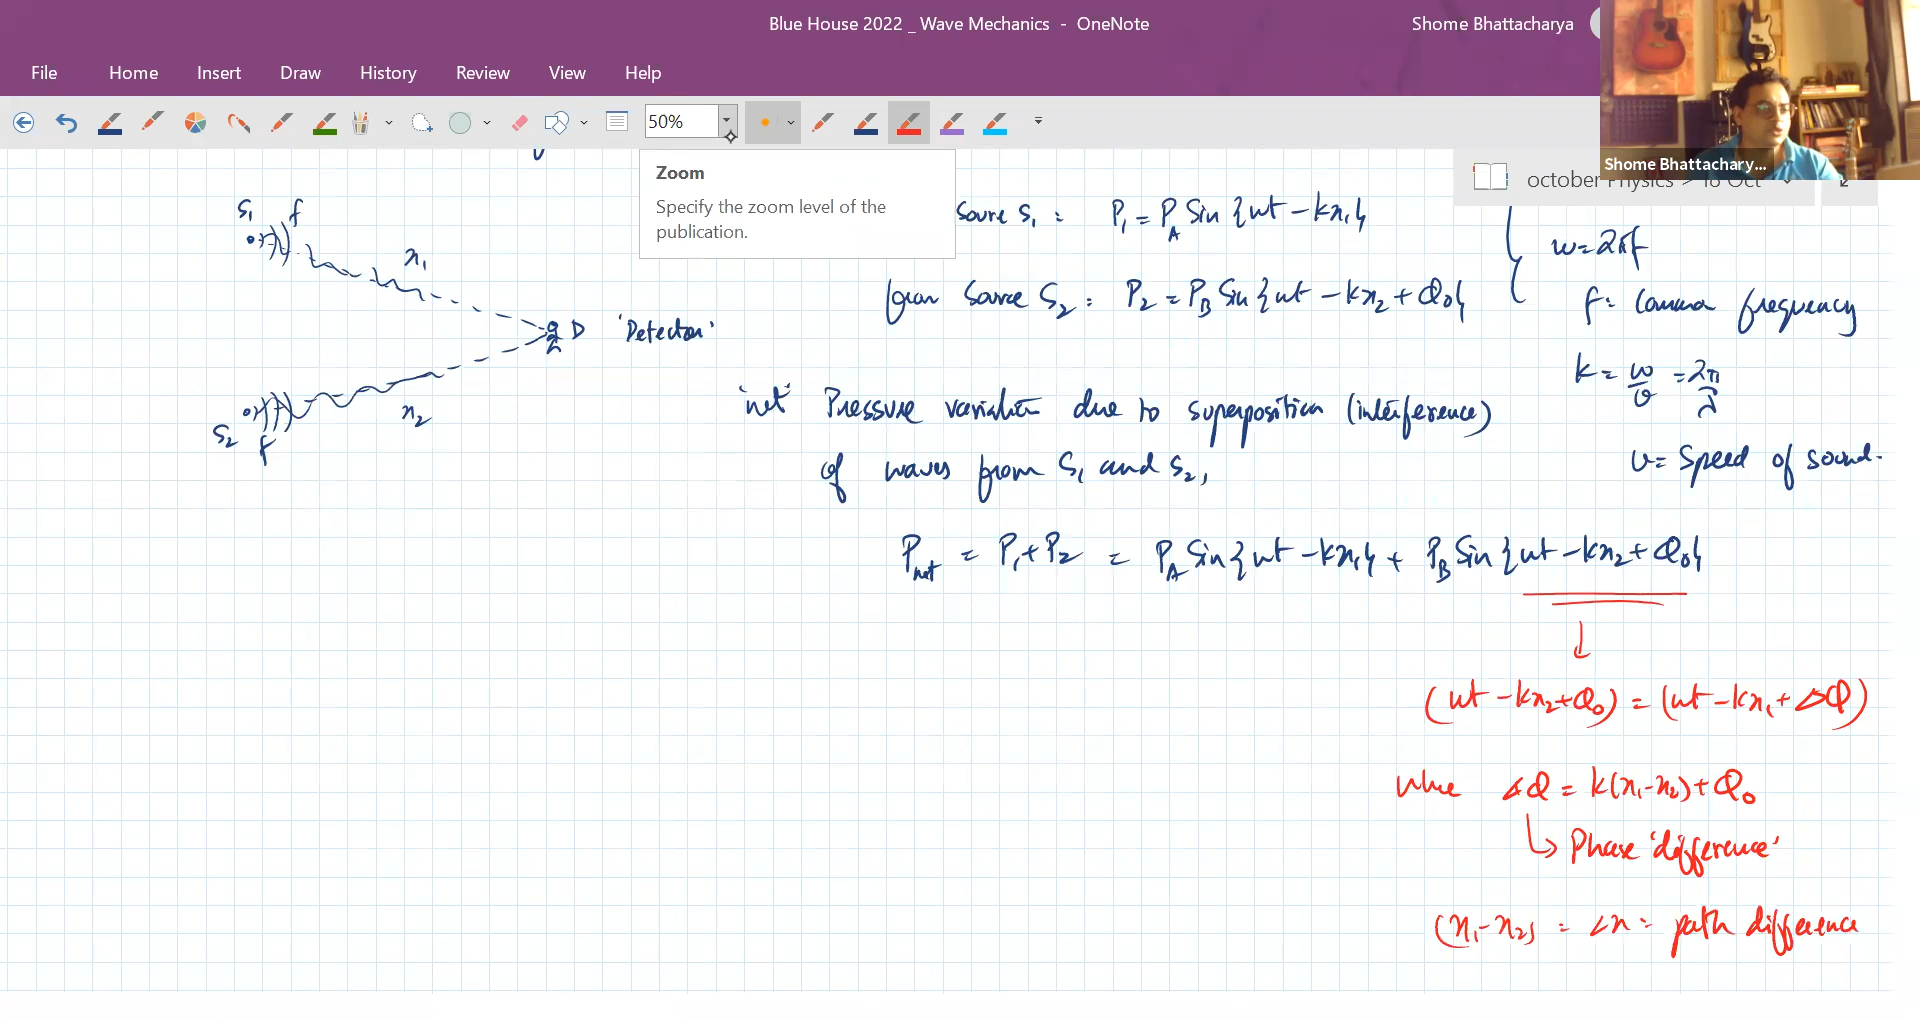 Blue House 2022 _ Wave Mechanics - OneNote
Shome Bhattacharya
File Home Insert Draw History Review View Help
50%
Shome Bhattachary...
Zoom
Specify the zoom level of the
publication.
october Physics > 18 Oct
S₁ f
x₁
D 'Detector'
x₂
S₂ f
Source S₁ : P₁ = P_A Sin {ωt - kx₁}
from Source S₂ : P₂ = P_B Sin {ωt - kx₂ + Φ₀}
ω = 2πf
f = Common frequency
k = ω/v = 2π/λ
v = Speed of sound.
'net' Pressure variation due to superposition (interference)
of waves from S₁ and S₂,
P_net = P₁ + P₂ = P_A Sin {ωt - kx₁} + P_B Sin {ωt - kx₂ + Φ₀}
(ωt - kx₂ + Φ₀) = (ωt - kx₁ + ΔΦ)
Where ΔΦ = k(x₁ - x₂) + Φ₀
↳ Phase 'difference'
(x₁ - x₂) = Δx = path difference